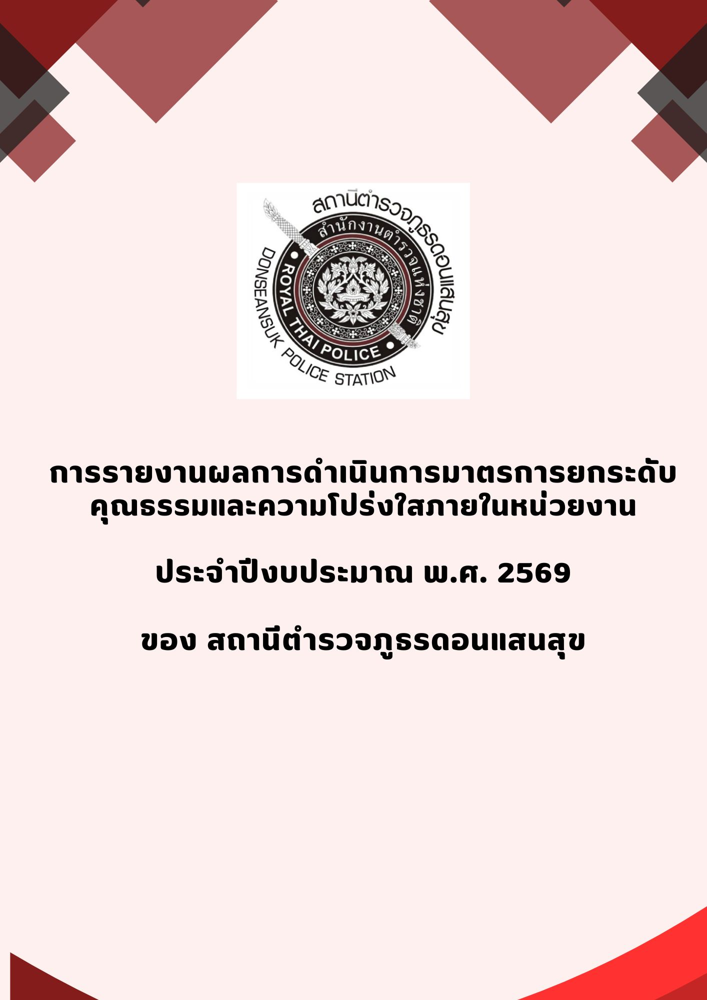 สถานีตำรวจภูธรดอนแสนสุข
สำนักงานตำรวจแห่งชาติ
ROYAL THAI POLICE
DONSEANSUK POLICE STATION
การรายงานผลการดำเนินการมาตรการยกระดับ
คุณธรรมและความโปร่งใสภายในหน่วยงาน
ประจำปีงบประมาณ พ.ศ. 2569
ของ สถานีตำรวจภูธรดอนแสนสุข